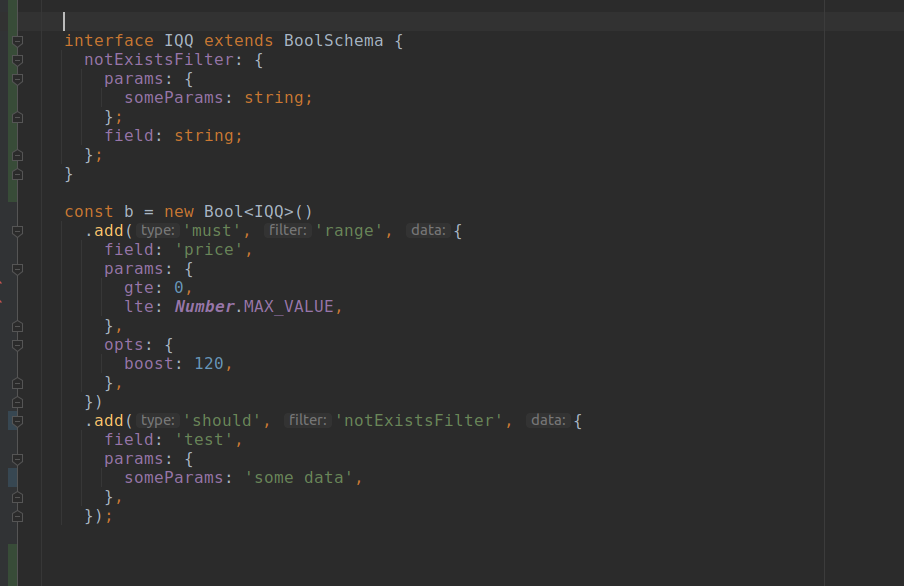 interface IQQ extends BoolSchema {
  notExistsFilter: {
    params: {
      someParams: string;
    };
    field: string;
  };
}
const b = new Bool<IQQ>()
  .add( type: 'must', filter: 'range', data: {
    field: 'price',
    params: {
      gte: 0,
      lte: Number.MAX_VALUE,
    },
    opts: {
      boost: 120,
    },
  })
  .add( type: 'should', filter: 'notExistsFilter', data: {
    field: 'test',
    params: {
      someParams: 'some data',
    },
  });